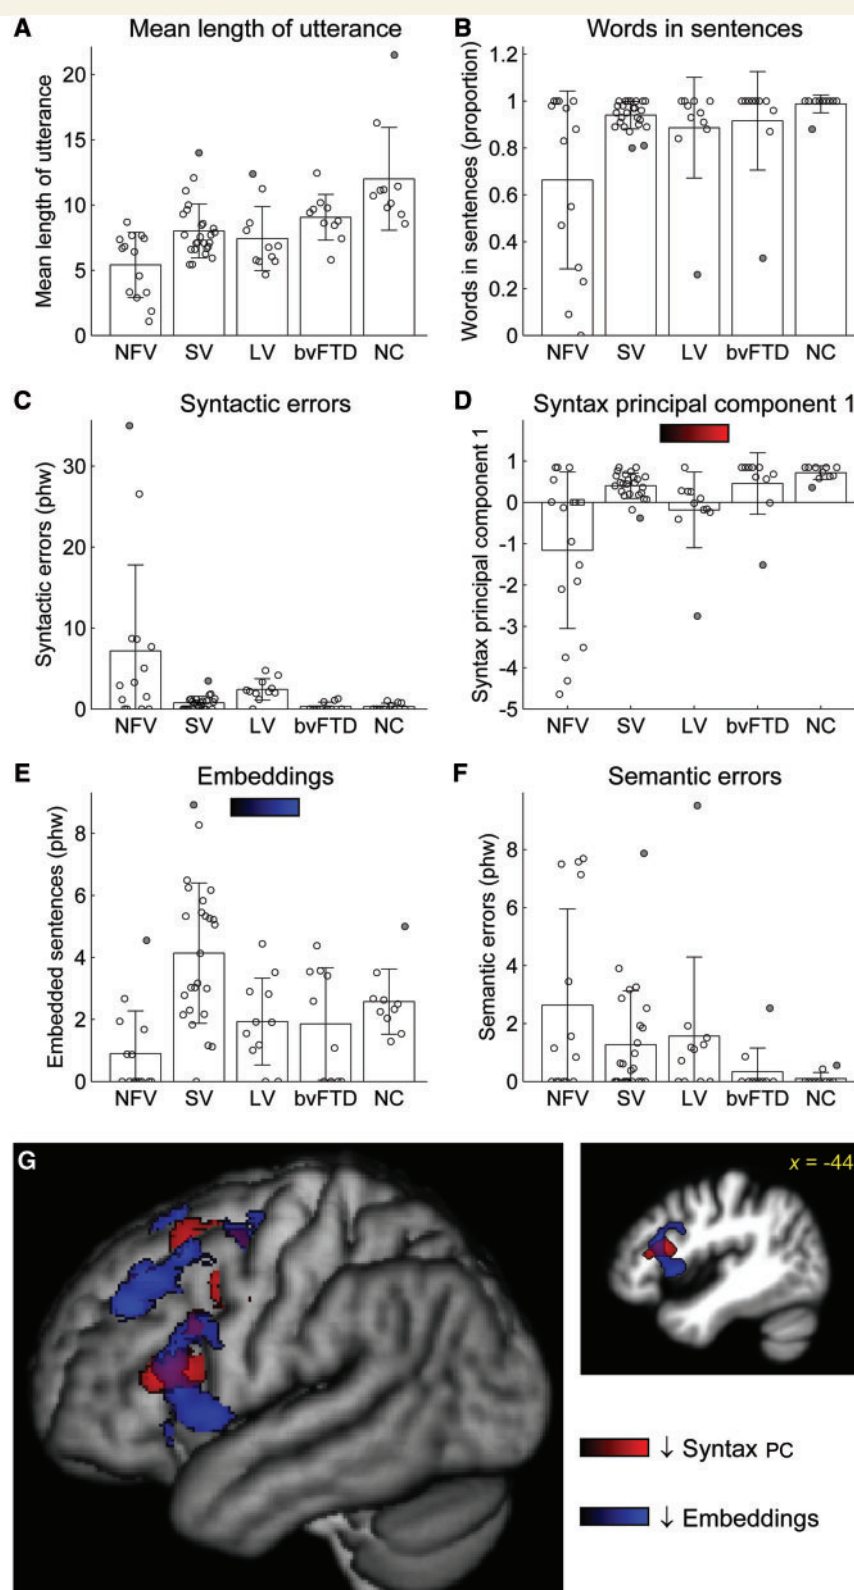 A Mean length of utterance
Mean length of utterance
20
15
10
5
0
NFV SV LV bvFTD NC
B Words in sentences
Words in sentences (proportion)
1.2
1
0.8
0.6
0.4
0.2
0
NFV SV LV bvFTD NC
C Syntactic errors
Syntactic errors (phw)
30
20
10
0
NFV SV LV bvFTD NC
D Syntax principal component 1
Syntax principal component 1
1
0
-1
-2
-3
-4
-5
NFV SV LV bvFTD NC
E Embeddings
Embedded sentences (phw)
8
6
4
2
0
NFV SV LV bvFTD NC
F Semantic errors
Semantic errors (phw)
8
6
4
2
0
NFV SV LV bvFTD NC
G
x = -44
↓ Syntax PC
↓ Embeddings